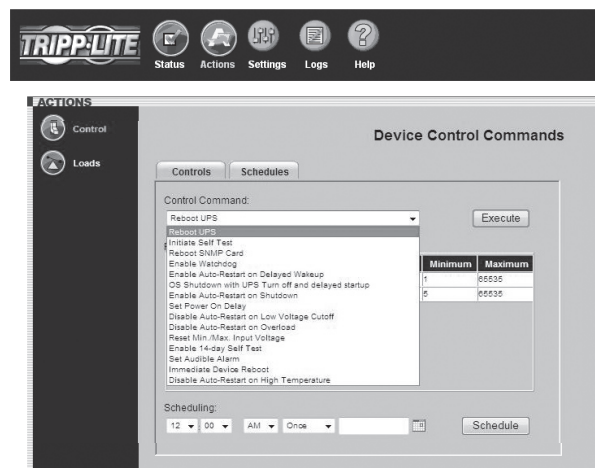 TRIPP·LITE
Status Actions Settings Logs Help
ACTIONS
Control
Loads
Device Control Commands
Controls Schedules
Control Command:
Reboot UPS
Execute
Reboot UPS
Initiate Self Test
Reboot SNMP Card
Enable Watchdog
Enable Auto-Restart on Delayed Wakeup
OS Shutdown with UPS Turn off and delayed startup
Enable Auto-Restart on Shutdown
Set Power On Delay
Disable Auto-Restart on Low Voltage Cutoff
Disable Auto-Restart on Overload
Reset Min./Max. Input Voltage
Enable 14-day Self Test
Set Audible Alarm
Immediate Device Reboot
Disable Auto-Restart on High Temperature
Minimum Maximum
1 65535
5 65535
Scheduling:
12 : 00 AM Once
Schedule